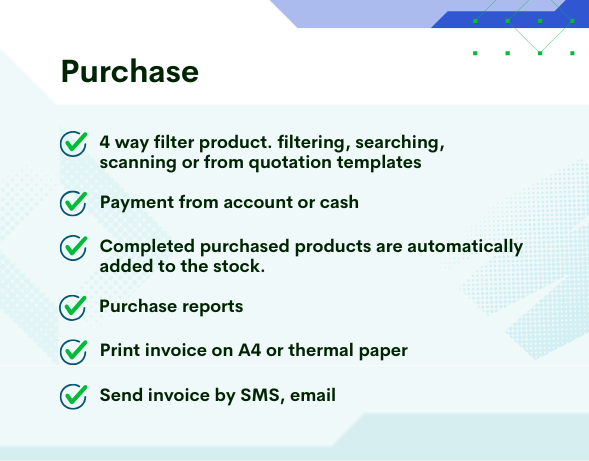 Purchase
4 way filter product. filtering, searching,
scanning or from quotation templates
Payment from account or cash
Completed purchased products are automatically
added to the stock.
Purchase reports
Print invoice on A4 or thermal paper
Send invoice by SMS, email